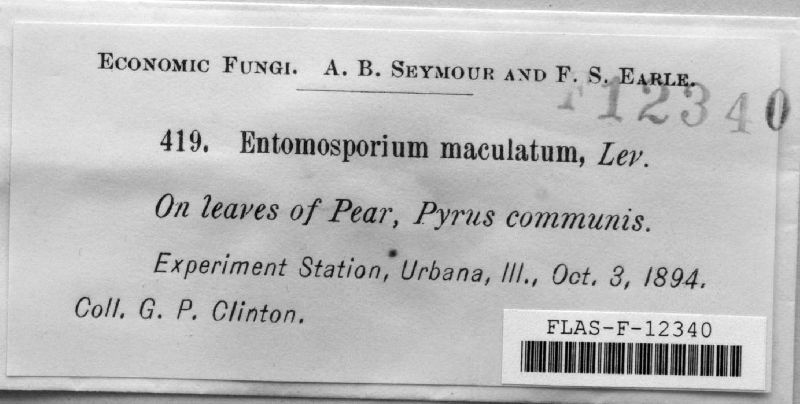 Economic Fungi. A. B. Seymour and F. S. Earle.
F12340
419. Entomosporium maculatum, Lev.
On leaves of Pear, Pyrus communis.
Experiment Station, Urbana, Ill., Oct. 3, 1894.
Coll. G. P. Clinton.
FLAS-F-12340